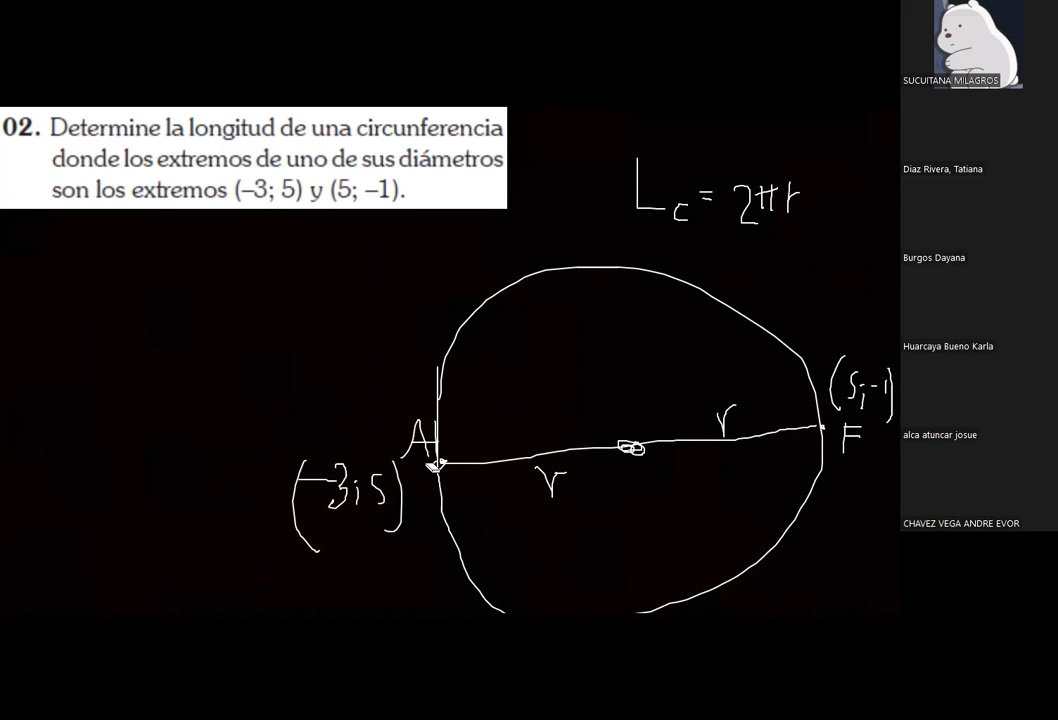 SUCUITANA MILAGROS
02. Determine la longitud de una circunferencia
donde los extremos de uno de sus diámetros
son los extremos (–3; 5) y (5; –1).
Lc = 2πr
Diaz Rivera, Tatiana
Burgos Dayana
Huarcaya Bueno Karla
(5; -1)
r
F
A
alca atuncar josue
(-3; 5)
r
CHAVEZ VEGA ANDRE EVOR